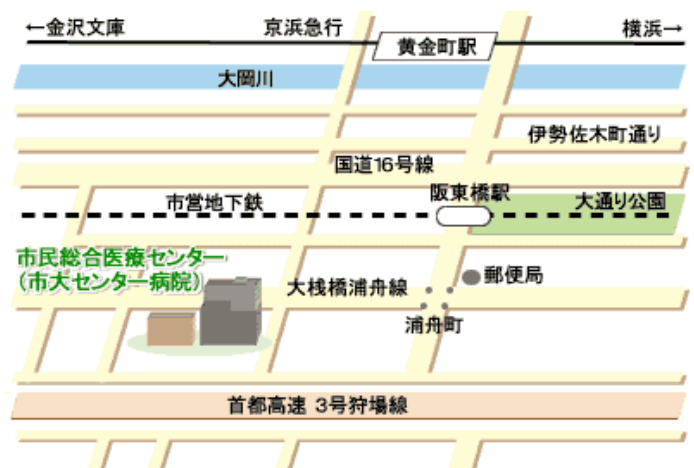 ←金沢文庫
京浜急行
横浜→
黄金町駅
大岡川
伊勢佐木町通り
国道16号線
市営地下鉄
阪東橋駅
大通り公園
市民総合医療センター
（市大センター病院）
郵便局
大桟橋浦舟線
浦舟町
首都高速 3号狩場線